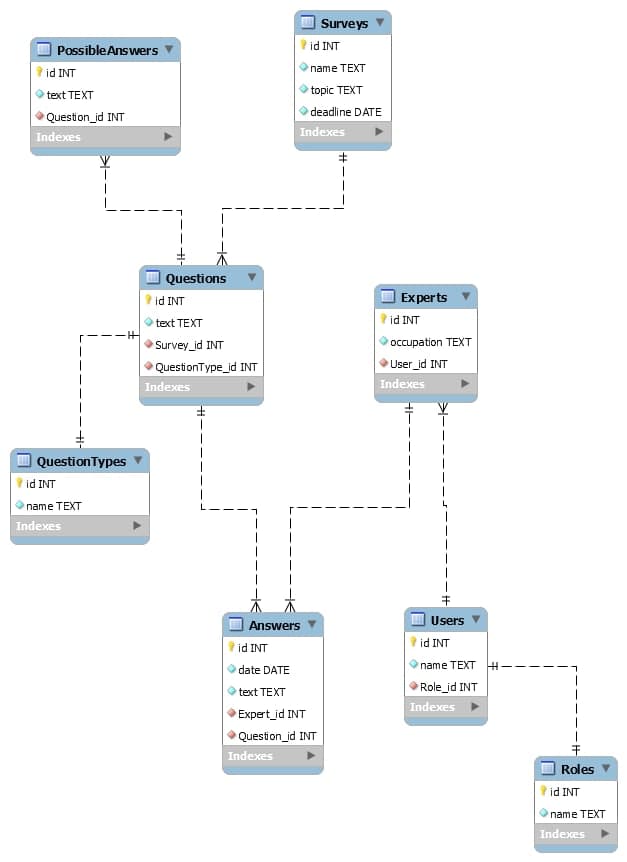 PossibleAnswers
id INT
text TEXT
Question_id INT
Indexes
Surveys
id INT
name TEXT
topic TEXT
deadline DATE
Indexes
Questions
id INT
text TEXT
Survey_id INT
QuestionType_id INT
Indexes
Experts
id INT
occupation TEXT
User_id INT
Indexes
QuestionTypes
id INT
name TEXT
Indexes
Answers
id INT
date DATE
text TEXT
Expert_id INT
Question_id INT
Indexes
Users
id INT
name TEXT
Role_id INT
Indexes
Roles
id INT
name TEXT
Indexes